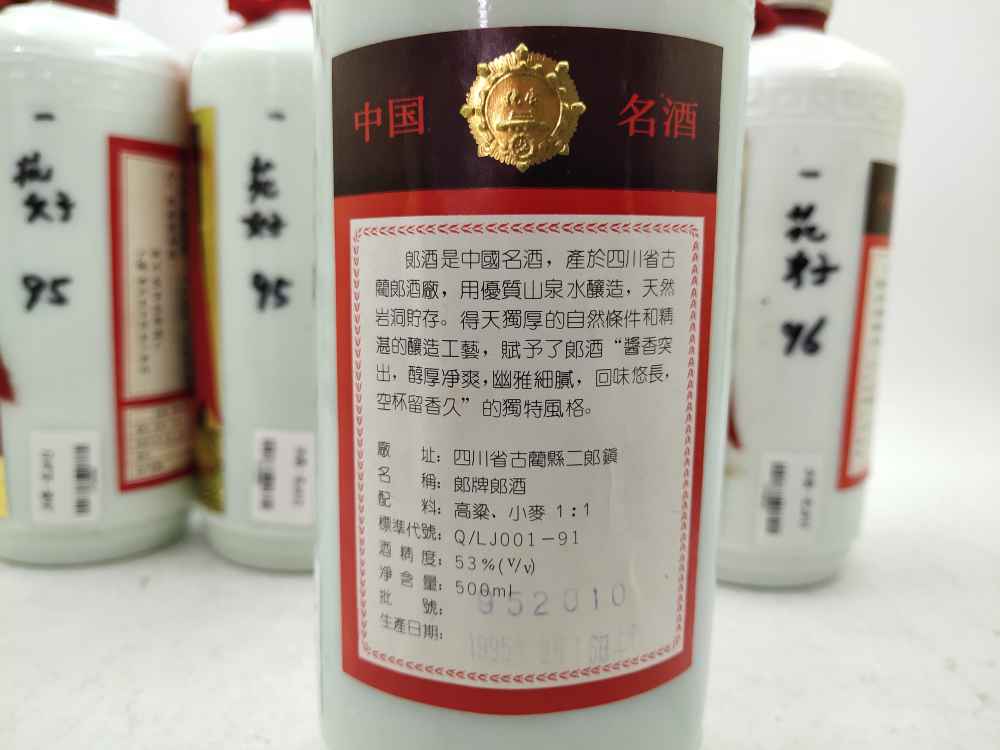 中国 名酒
郎酒是中國名酒，產於四川省古
藺郎酒廠，用優質山泉水釀造，天然
岩洞貯存。得天獨厚的自然條件和精
湛的釀造工藝，賦予了郎酒“醬香突
出，醇厚净爽，幽雅細膩，回味悠長，
空杯留香久”的獨特風格。
廠 址：四川省古藺縣二郎鎮
名 稱：郎牌郎酒
配 料：高粱、小麥 1:1
標準代號：Q/LJ001-91
酒精度：53%(V/V)
净含量：500ml
批 號：952010
生產日期：
一
花好
95
一
花好
95
一
花好
96